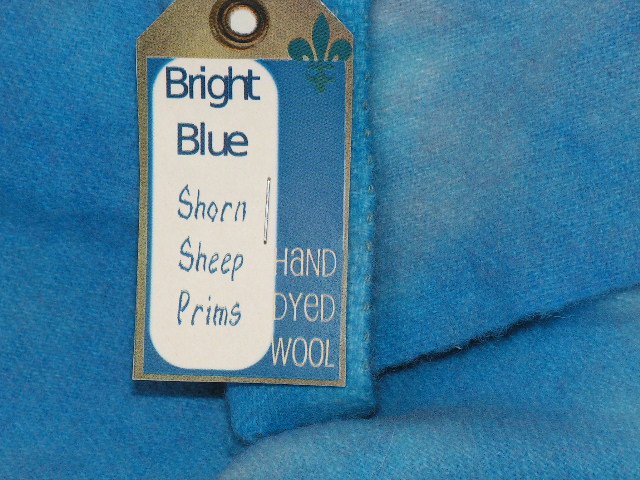 Bright
Blue
Shorn
Sheep
Prims
HAND
DYED
WOOL